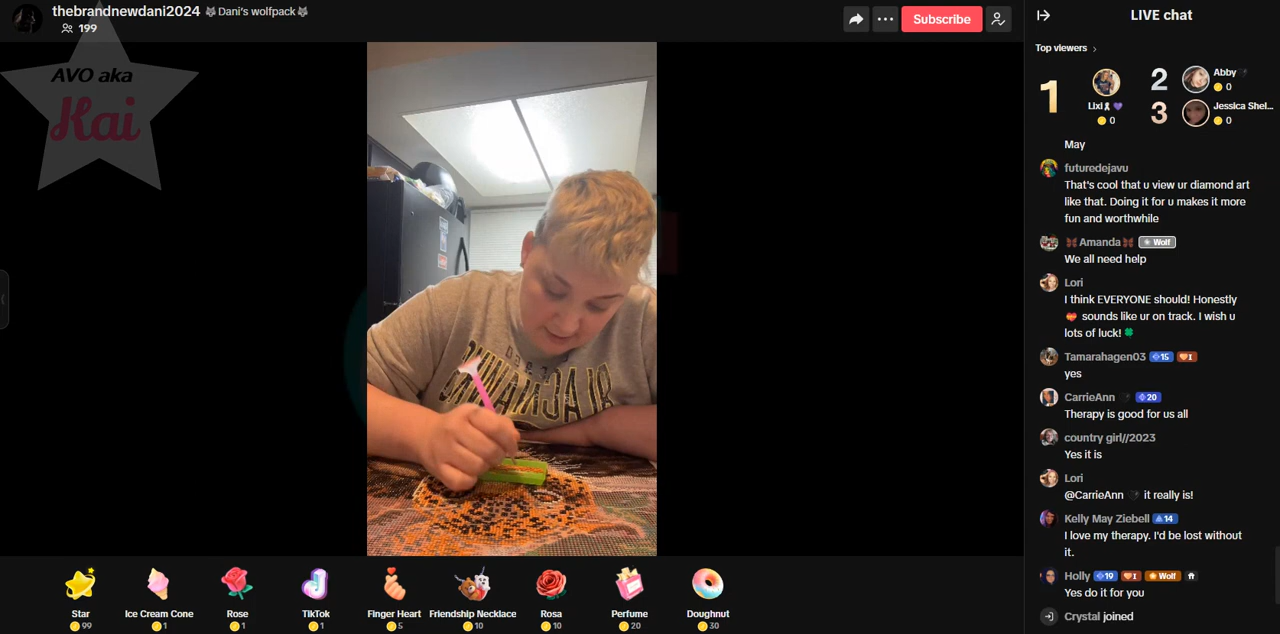 thebrandnewdani2024 🐺Dani's wolfpack🐺
199
Subscribe
AVO aka
Kai
LIVE chat
Top viewers >
1
Lixi🎗💜
0
2
Abby
0
3
Jessica Shel...
0
May
futuredejavu
That's cool that u view ur diamond art
like that. Doing it for u makes it more
fun and worthwhile
🦋Amanda🦋 Wolf
We all need help
Lori
I think EVERYONE should! Honestly
❤️‍🔥 sounds like ur on track. I wish u
lots of luck! 🍀
Tamarahagen03 15 I
yes
CarrieAnn 20
Therapy is good for us all
country girl//2023
Yes it is
Lori
@CarrieAnn it really is!
Kelly May Ziebell 14
I love my therapy. I'd be lost without
it.
Holly 19 I Wolf
Yes do it for you
Crystal joined
Star
99
Ice Cream Cone
1
Rose
1
TikTok
1
Finger Heart
5
Friendship Necklace
10
Rosa
10
Perfume
20
Doughnut
30